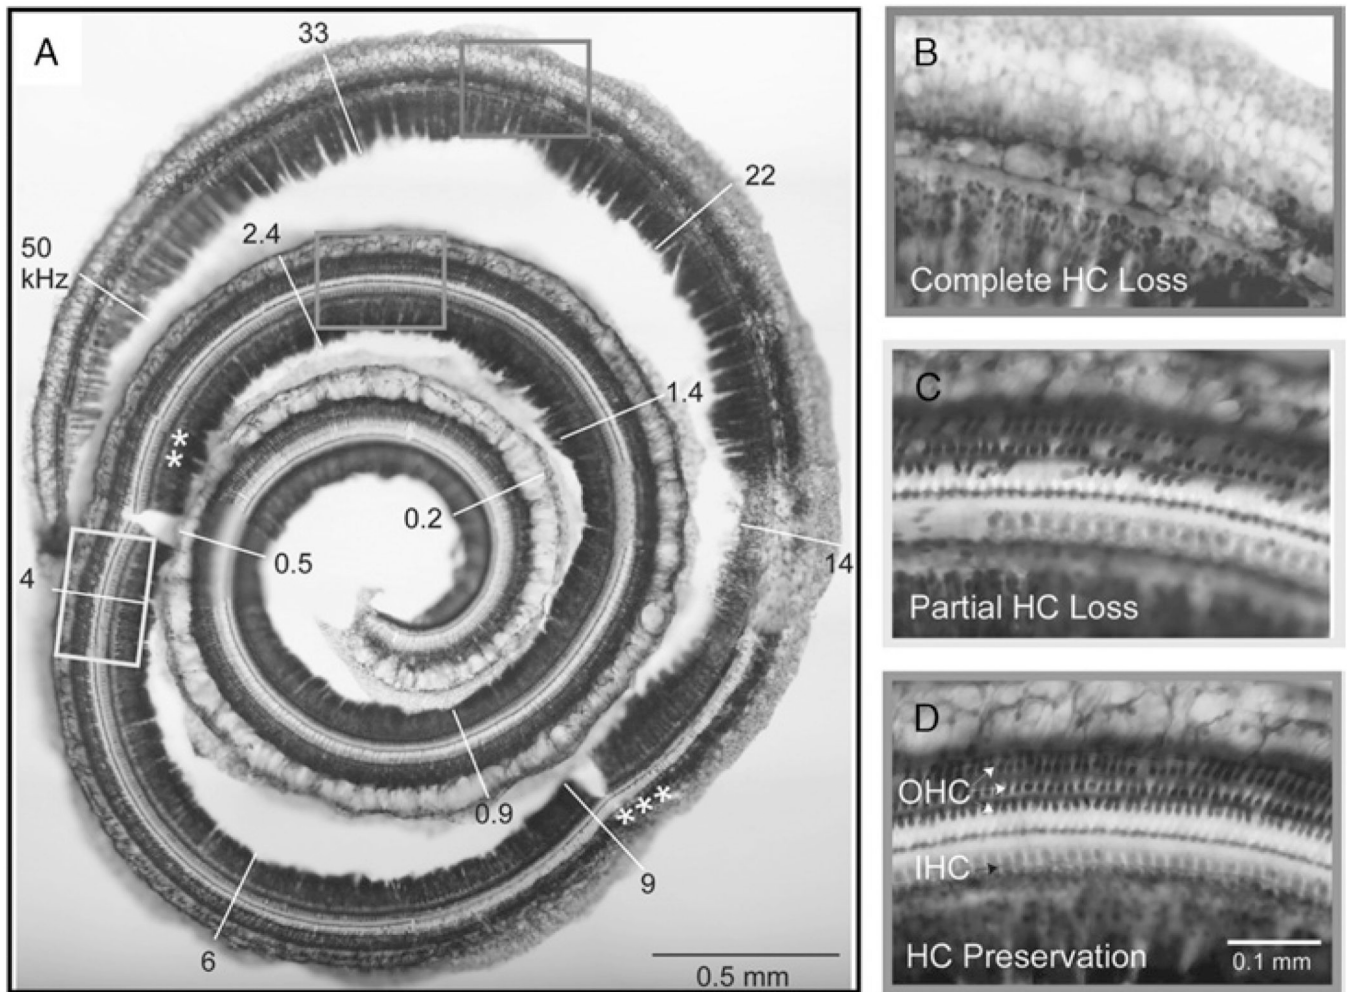 A
33
22
50
kHz
2.4
1.4
0.2
0.5
14
4
**
0.9
***
9
6
0.5 mm
B
Complete HC Loss
C
Partial HC Loss
D
OHC
IHC
HC Preservation
0.1 mm